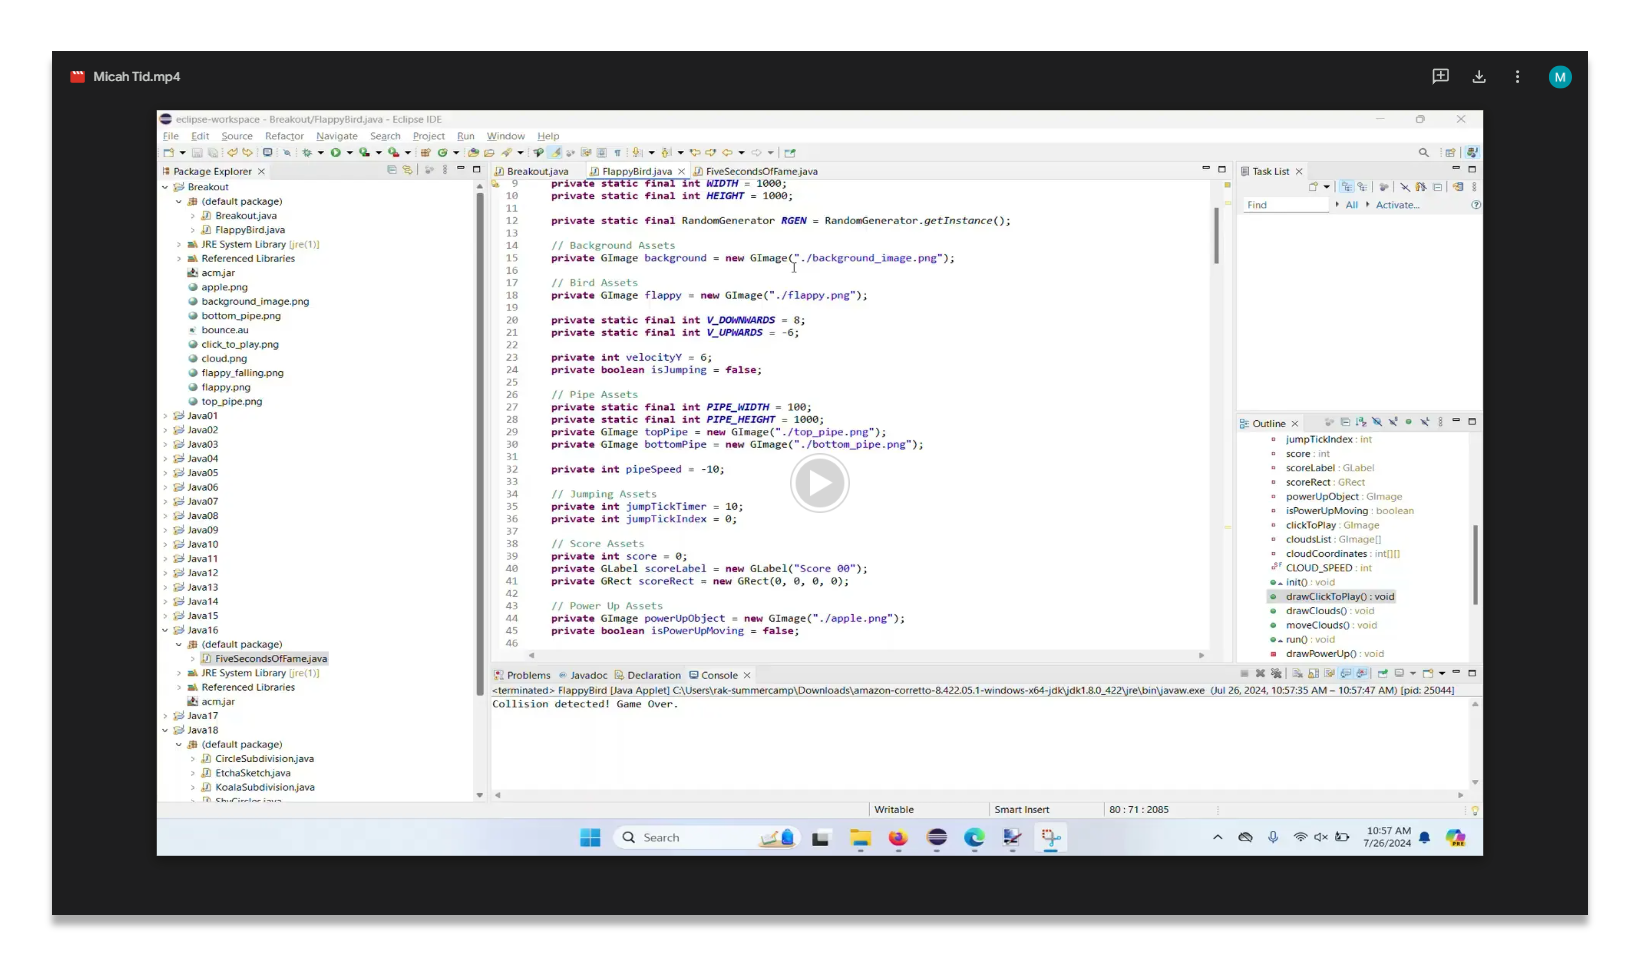 Micah Tid.mp4
M
eclipse-workspace - Breakout/FlappyBird.java - Eclipse IDE
File Edit Source Refactor Navigate Search Project Run Window Help
Package Explorer
Breakout
(default package)
Breakout.java
FlappyBird.java
JRE System Library [jre(1)]
Referenced Libraries
acm.jar
apple.png
background_image.png
bottom_pipe.png
bounce.au
click_to_play.png
cloud.png
flappy_falling.png
flappy.png
top_pipe.png
Java01
Java02
Java03
Java04
Java05
Java06
Java07
Java08
Java09
Java10
Java11
Java12
Java13
Java14
Java15
Java16
(default package)
FiveSecondsOfFame.java
JRE System Library [jre(1)]
Referenced Libraries
acm.jar
Java17
Java18
(default package)
CircleSubdivision.java
EtchaSketch.java
KoalaSubdivision.java
ShyCircles.java
Breakout.java FlappyBird.java FiveSecondsOfFame.java
9 private static final int WIDTH = 1000;
10 private static final int HEIGHT = 1000;
11
12 private static final RandomGenerator RGEN = RandomGenerator.getInstance();
13
14 // Background Assets
15 private GImage background = new GImage("./background_image.png");
16
17 // Bird Assets
18 private GImage flappy = new GImage("./flappy.png");
19
20 private static final int V_DOWNWARDS = 8;
21 private static final int V_UPWARDS = -6;
22
23 private int velocityY = 6;
24 private boolean isJumping = false;
25
26 // Pipe Assets
27 private static final int PIPE_WIDTH = 100;
28 private static final int PIPE_HEIGHT = 1000;
29 private GImage topPipe = new GImage("./top_pipe.png");
30 private GImage bottomPipe = new GImage("./bottom_pipe.png");
31
32 private int pipeSpeed = -10;
33
34 // Jumping Assets
35 private int jumpTickTimer = 10;
36 private int jumpTickIndex = 0;
37
38 // Score Assets
39 private int score = 0;
40 private GLabel scoreLabel = new GLabel("Score 00");
41 private GRect scoreRect = new GRect(0, 0, 0, 0);
42
43 // Power Up Assets
44 private GImage powerUpObject = new GImage("./apple.png");
45 private boolean isPowerUpMoving = false;
46
Task List
Find All Activate...
Outline
jumpTickIndex : int
score : int
scoreLabel : GLabel
scoreRect : GRect
powerUpObject : GImage
isPowerUpMoving : boolean
clickToPlay : GImage
cloudsList : GImage[]
cloudCoordinates : int[][]
CLOUD_SPEED : int
init() : void
drawClickToPlay() : void
drawClouds() : void
moveClouds() : void
run() : void
drawPowerUp() : void
Problems Javadoc Declaration Console
<terminated> FlappyBird [Java Applet] C:\Users\rak-summercamp\Downloads\amazon-corretto-8.422.05.1-windows-x64-jdk\jdk1.8.0_422\jre\bin\javaw.exe (Jul 26, 2024, 10:57:35 AM – 10:57:47 AM) [pid: 25044]
Collision detected! Game Over.
Writable Smart Insert 80 : 71 : 2085
Search
10:57 AM
7/26/2024
PRE